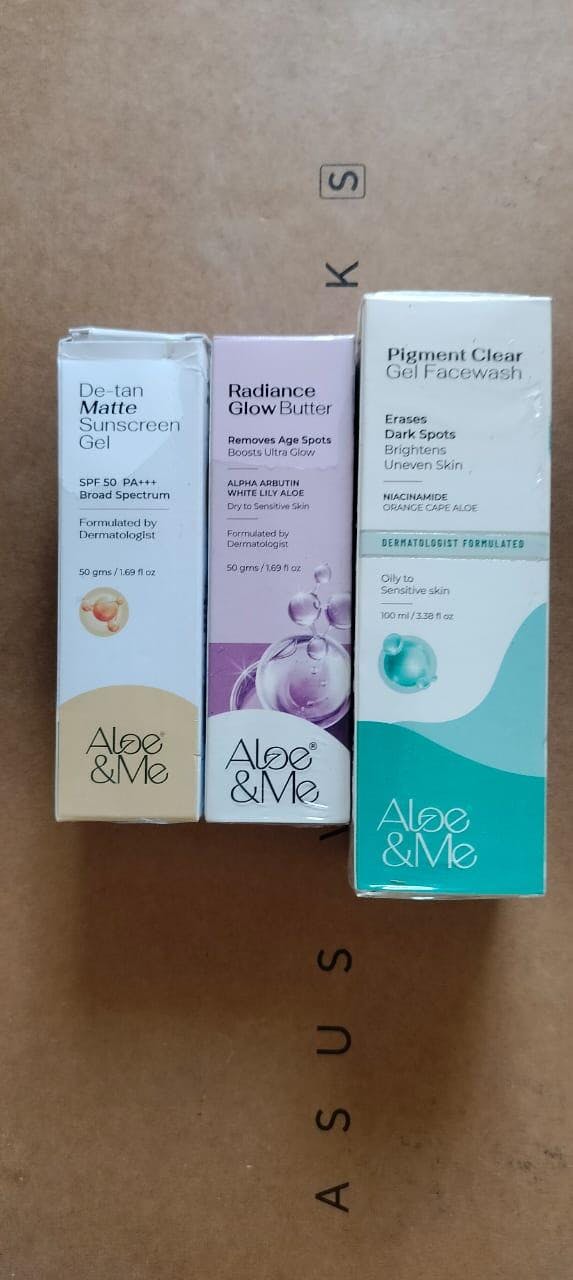 De-tan
Matte
Sunscreen
Gel
SPF 50 PA+++
Broad Spectrum
Formulated by
Dermatologist
50 gms / 1.69 fl oz
Aloe
&Me
Radiance
Glow Butter
Removes Age Spots
Boosts Ultra Glow
ALPHA ARBUTIN
WHITE LILY ALOE
Dry to Sensitive Skin
Formulated by
Dermatologist
50 gms / 1.69 fl oz
Aloe®
&Me
Pigment Clear
Gel Facewash
Erases
Dark Spots
Brightens
Uneven Skin
NIACINAMIDE
ORANGE CAPE ALOE
DERMATOLOGIST FORMULATED
Oily to
Sensitive skin
100 ml / 3.38 fl oz
Aloe
&Me
A S U S
K S